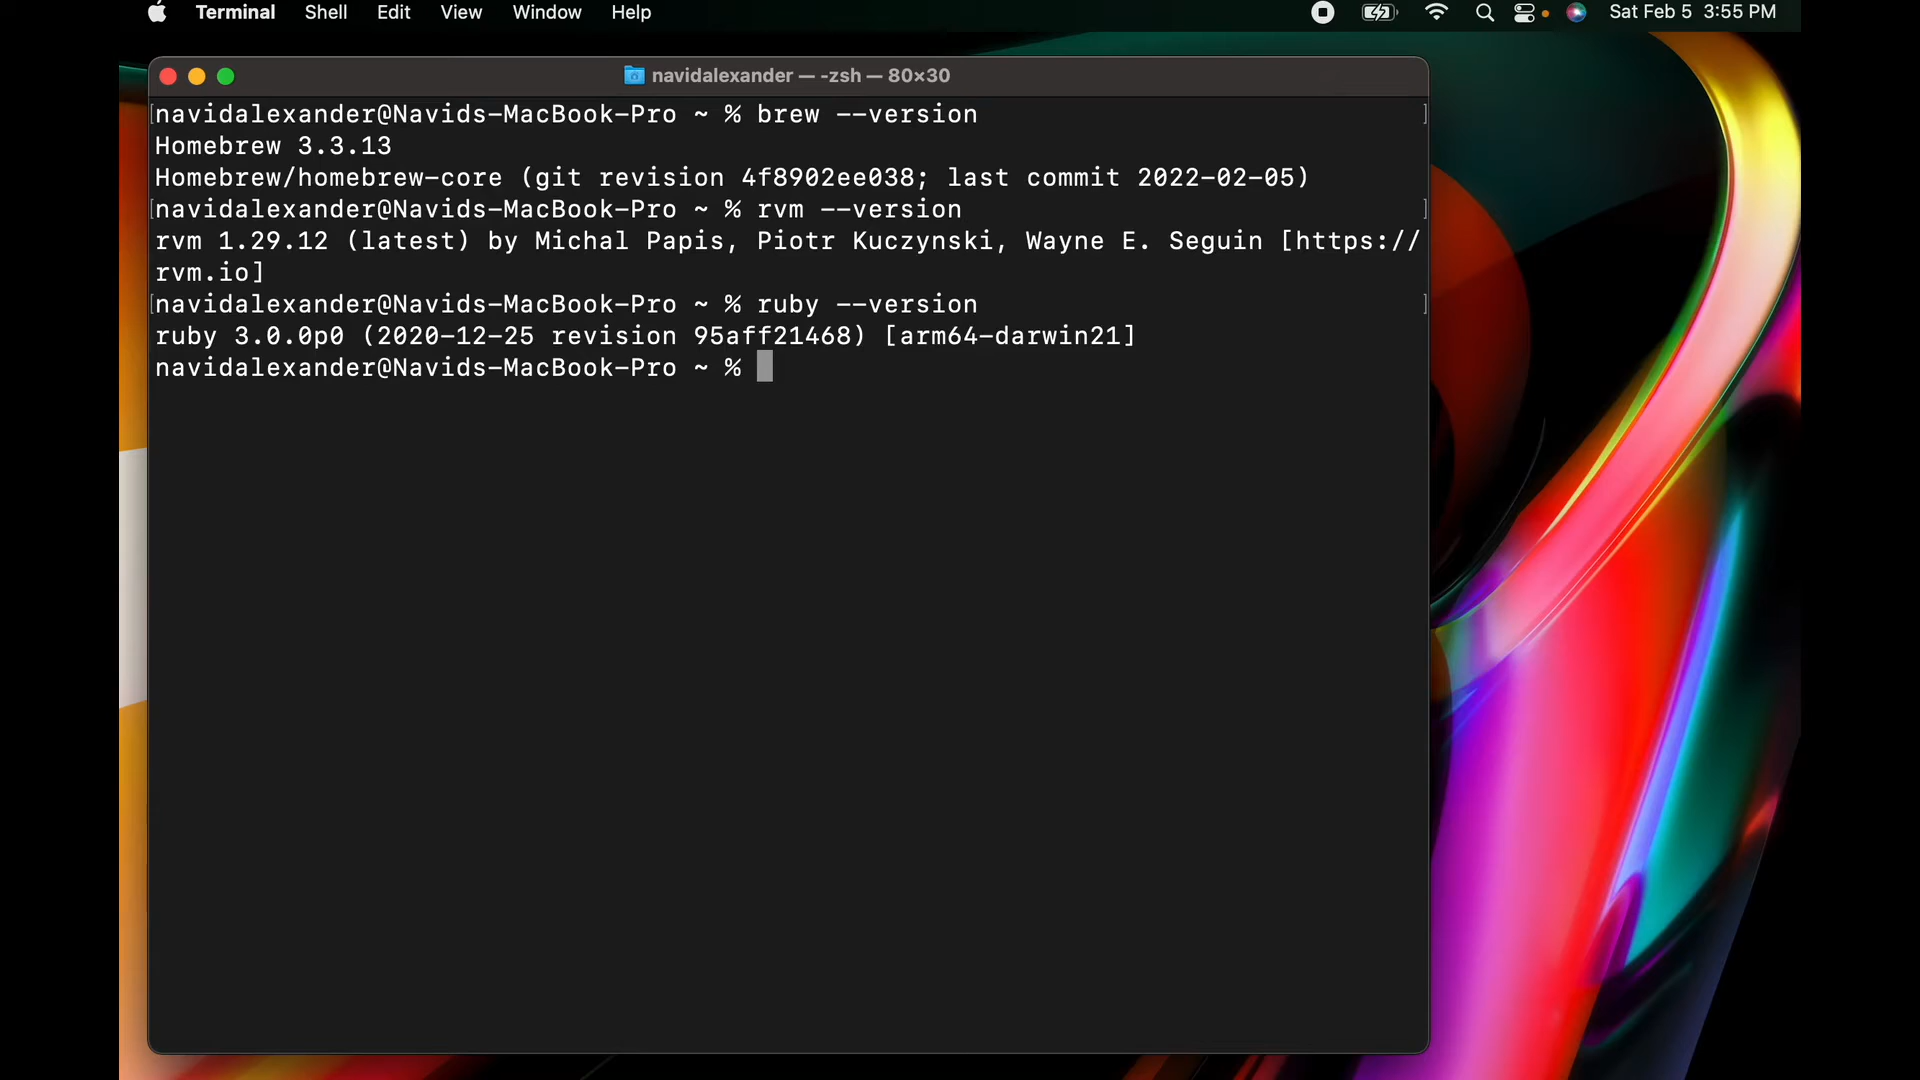 Terminal Shell Edit View Window Help Sat Feb 5 3:55 PM
navidalexander — -zsh — 80×30
[navidalexander@Navids-MacBook-Pro ~ % brew --version ]
Homebrew 3.3.13
Homebrew/homebrew-core (git revision 4f8902ee038; last commit 2022-02-05)
[navidalexander@Navids-MacBook-Pro ~ % rvm --version ]
rvm 1.29.12 (latest) by Michal Papis, Piotr Kuczynski, Wayne E. Seguin [https://
rvm.io]
[navidalexander@Navids-MacBook-Pro ~ % ruby --version ]
ruby 3.0.0p0 (2020-12-25 revision 95aff21468) [arm64-darwin21]
navidalexander@Navids-MacBook-Pro ~ %